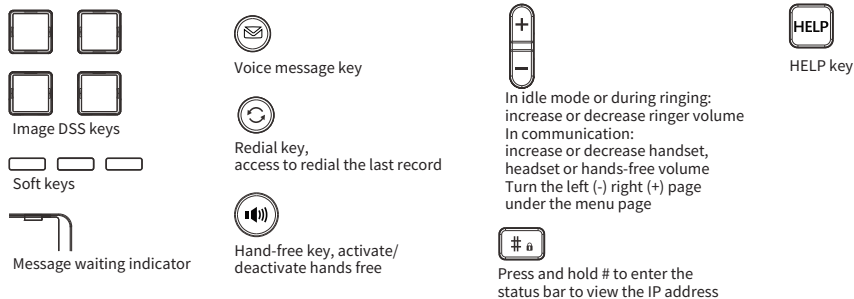 Image DSS keys
Soft keys
Message waiting indicator
Voice message key
Redial key,
access to redial the last record
Hand-free key, activate/
deactivate hands free
+
−
In idle mode or during ringing:
increase or decrease ringer volume
In communication:
increase or decrease handset,
headset or hands-free volume
Turn the left (-) right (+) page
under the menu page
#
Press and hold # to enter the
status bar to view the IP address
HELP
HELP key